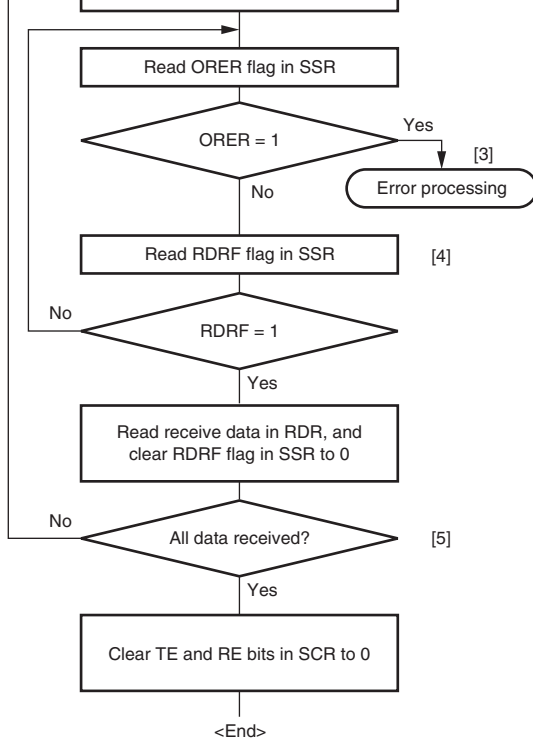 Read ORER flag in SSR
ORER = 1
Yes
[3]
Error processing
No
Read RDRF flag in SSR
[4]
No
RDRF = 1
Yes
Read receive data in RDR, and
clear RDRF flag in SSR to 0
No
All data received?
[5]
Yes
Clear TE and RE bits in SCR to 0
<End>